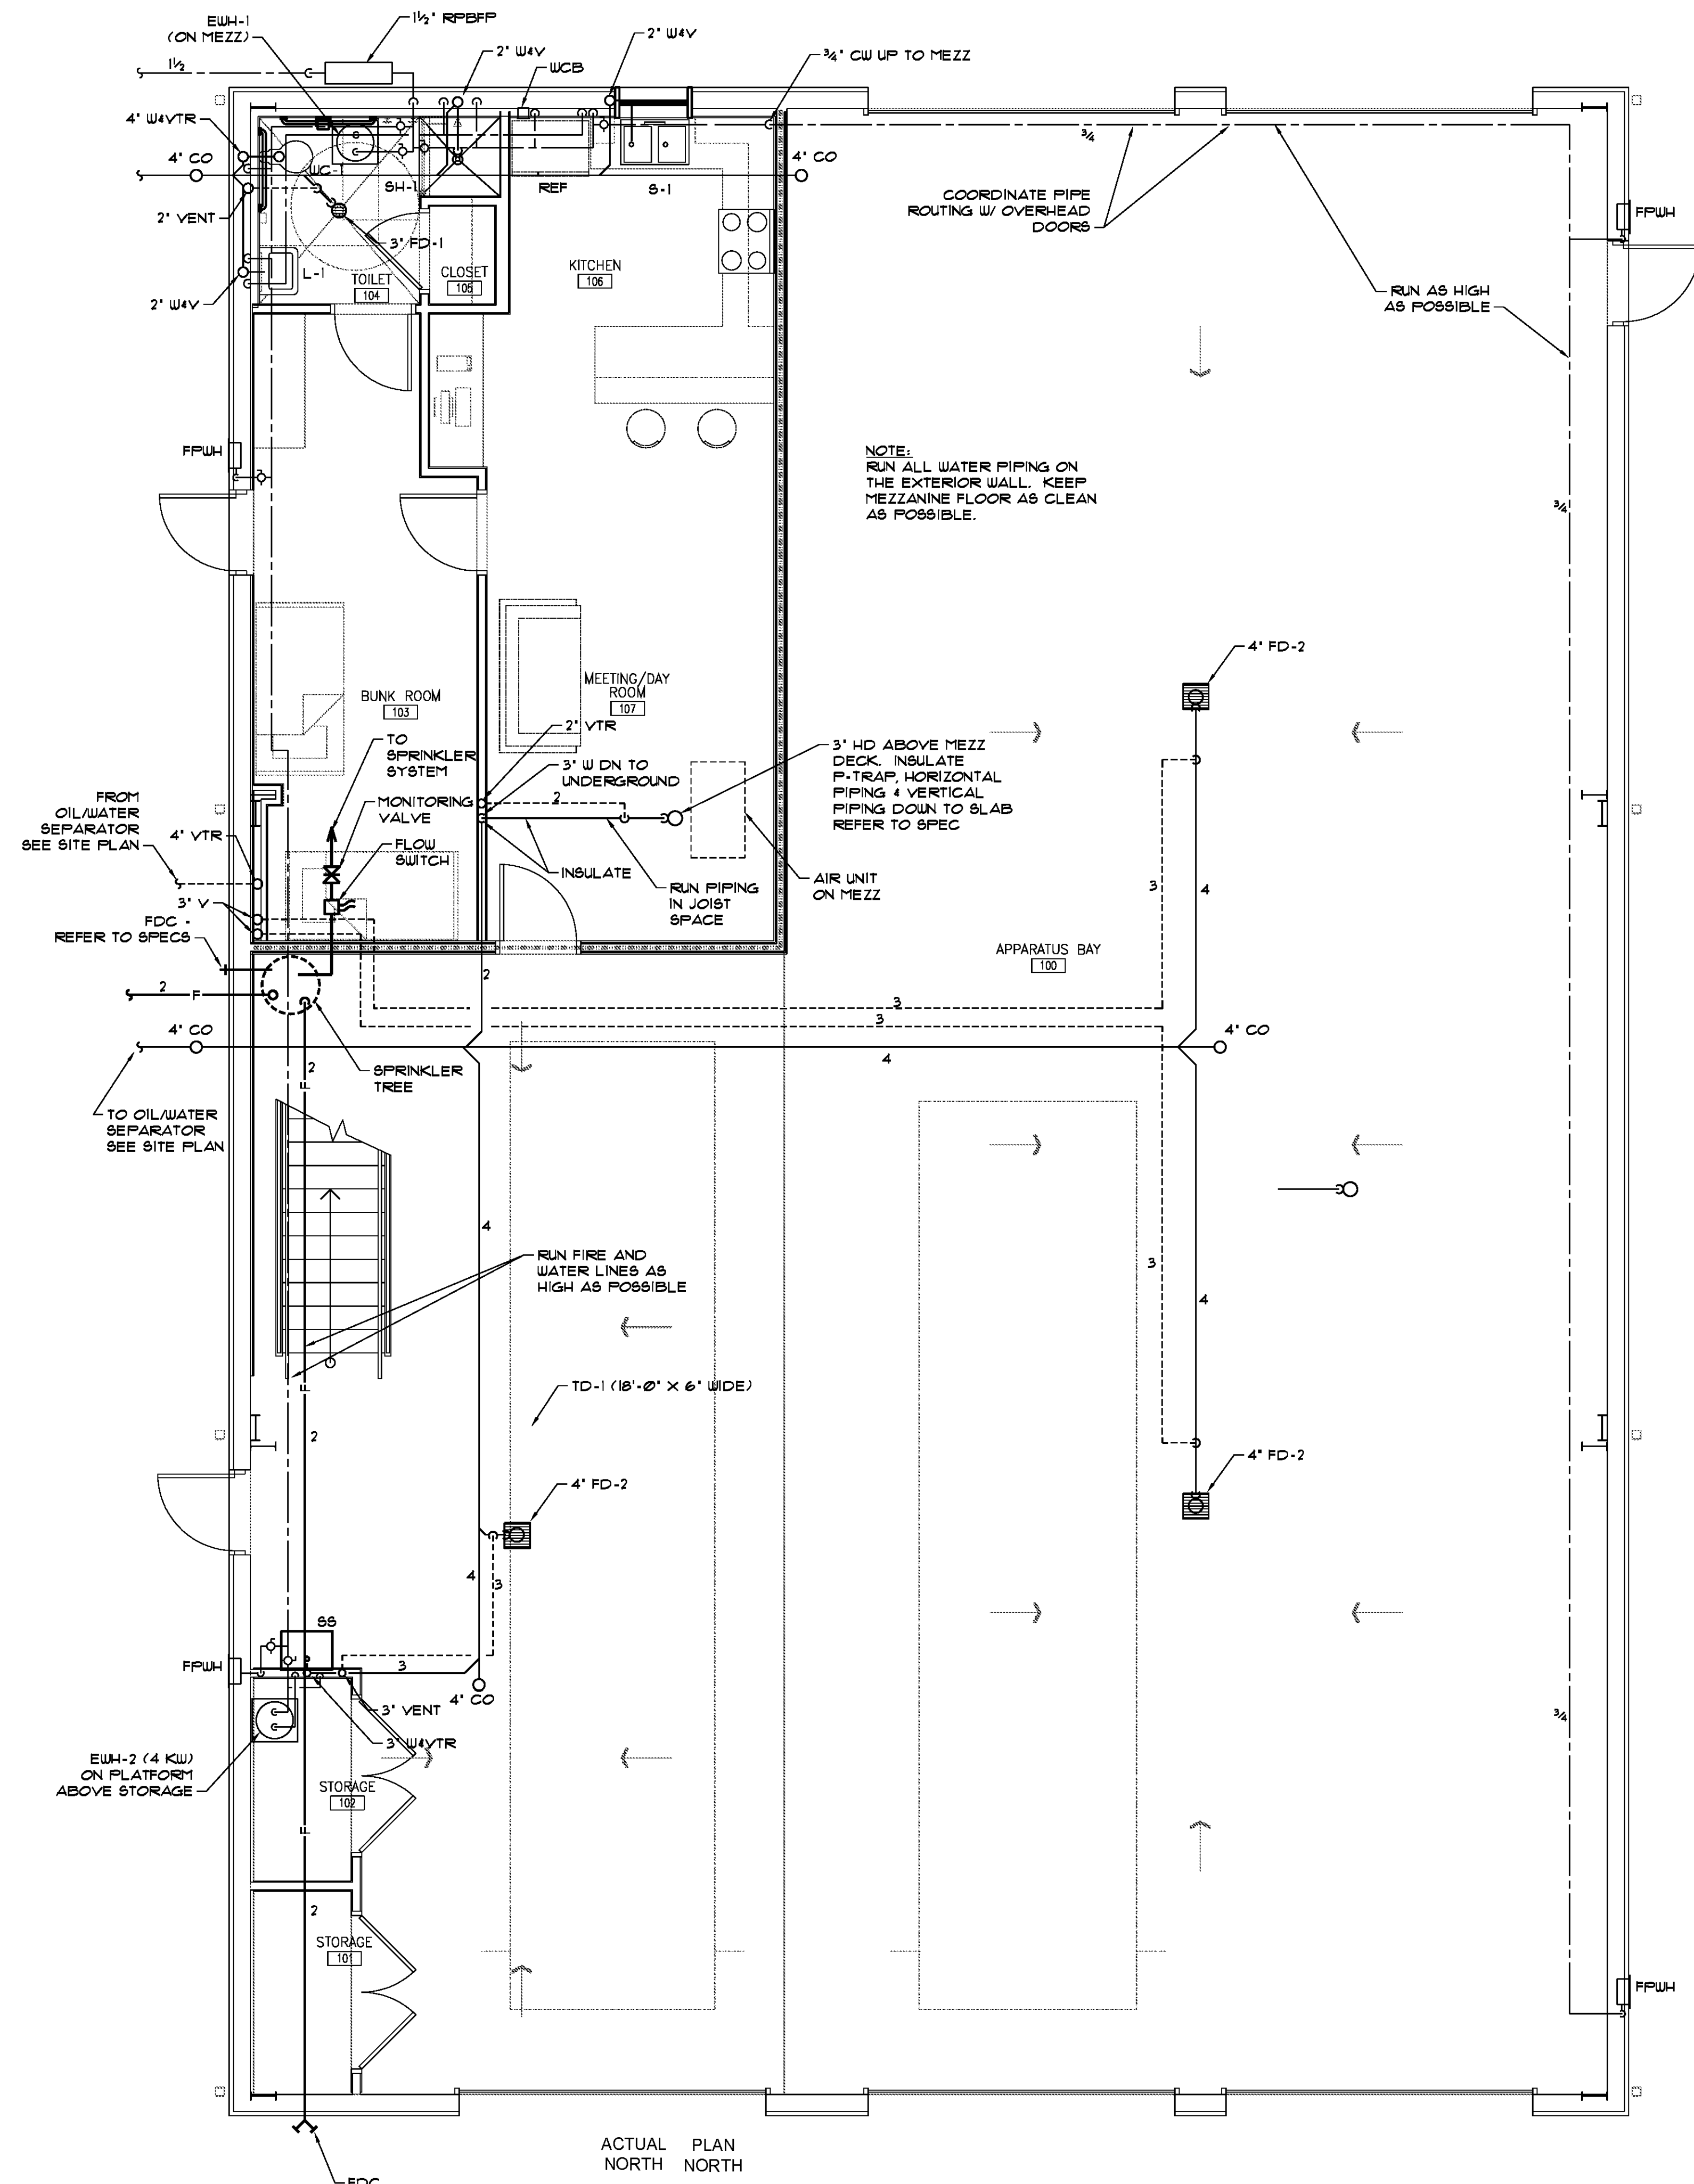 EWH-1
(ON MEZZ)
1½" RPBFP
1½
2" W&V
WCB
2" W&V
¾" CW UP TO MEZZ
4" W&VTR
4" CO
WC-1
SH-1
REF
S-1
4" CO
¾
COORDINATE PIPE
ROUTING W/ OVERHEAD
DOORS
FPWH
2" VENT
3" FD-1
L-1
TOILET
104
CLOSET
105
KITCHEN
106
2" W&V
RUN AS HIGH
AS POSSIBLE
FPWH
NOTE:
RUN ALL WATER PIPING ON
THE EXTERIOR WALL. KEEP
MEZZANINE FLOOR AS CLEAN
AS POSSIBLE.
¾
4" FD-2
BUNK ROOM
103
MEETING/DAY
ROOM
107
2" VTR
TO
SPRINKLER
SYSTEM
3" W DN TO
UNDERGROUND
3" HD ABOVE MEZZ
DECK. INSULATE
P-TRAP, HORIZONTAL
PIPING & VERTICAL
PIPING DOWN TO SLAB
REFER TO SPEC
2
FROM
OIL/WATER
SEPARATOR
SEE SITE PLAN
MONITORING
VALVE
4" VTR
FLOW
SWITCH
INSULATE
RUN PIPING
IN JOIST
SPACE
AIR UNIT
ON MEZZ
3
4
3" V
FDC -
REFER TO SPECS
APPARATUS BAY
100
2
2
F
3
3
4" CO
4" CO
4
2
F
SPRINKLER
TREE
TO OIL/WATER
SEPARATOR
SEE SITE PLAN
4
RUN FIRE AND
WATER LINES AS
HIGH AS POSSIBLE
3
4
F
TD-1 (18'-0" X 6" WIDE)
2
4" FD-2
4" FD-2
4
3
SS
FPWH
3
4" CO
3" VENT
3" W&VTR
¾
EWH-2 (4 KW)
ON PLATFORM
ABOVE STORAGE
STORAGE
102
F
2
STORAGE
101
FPWH
ACTUAL
NORTH
PLAN
NORTH
FDC